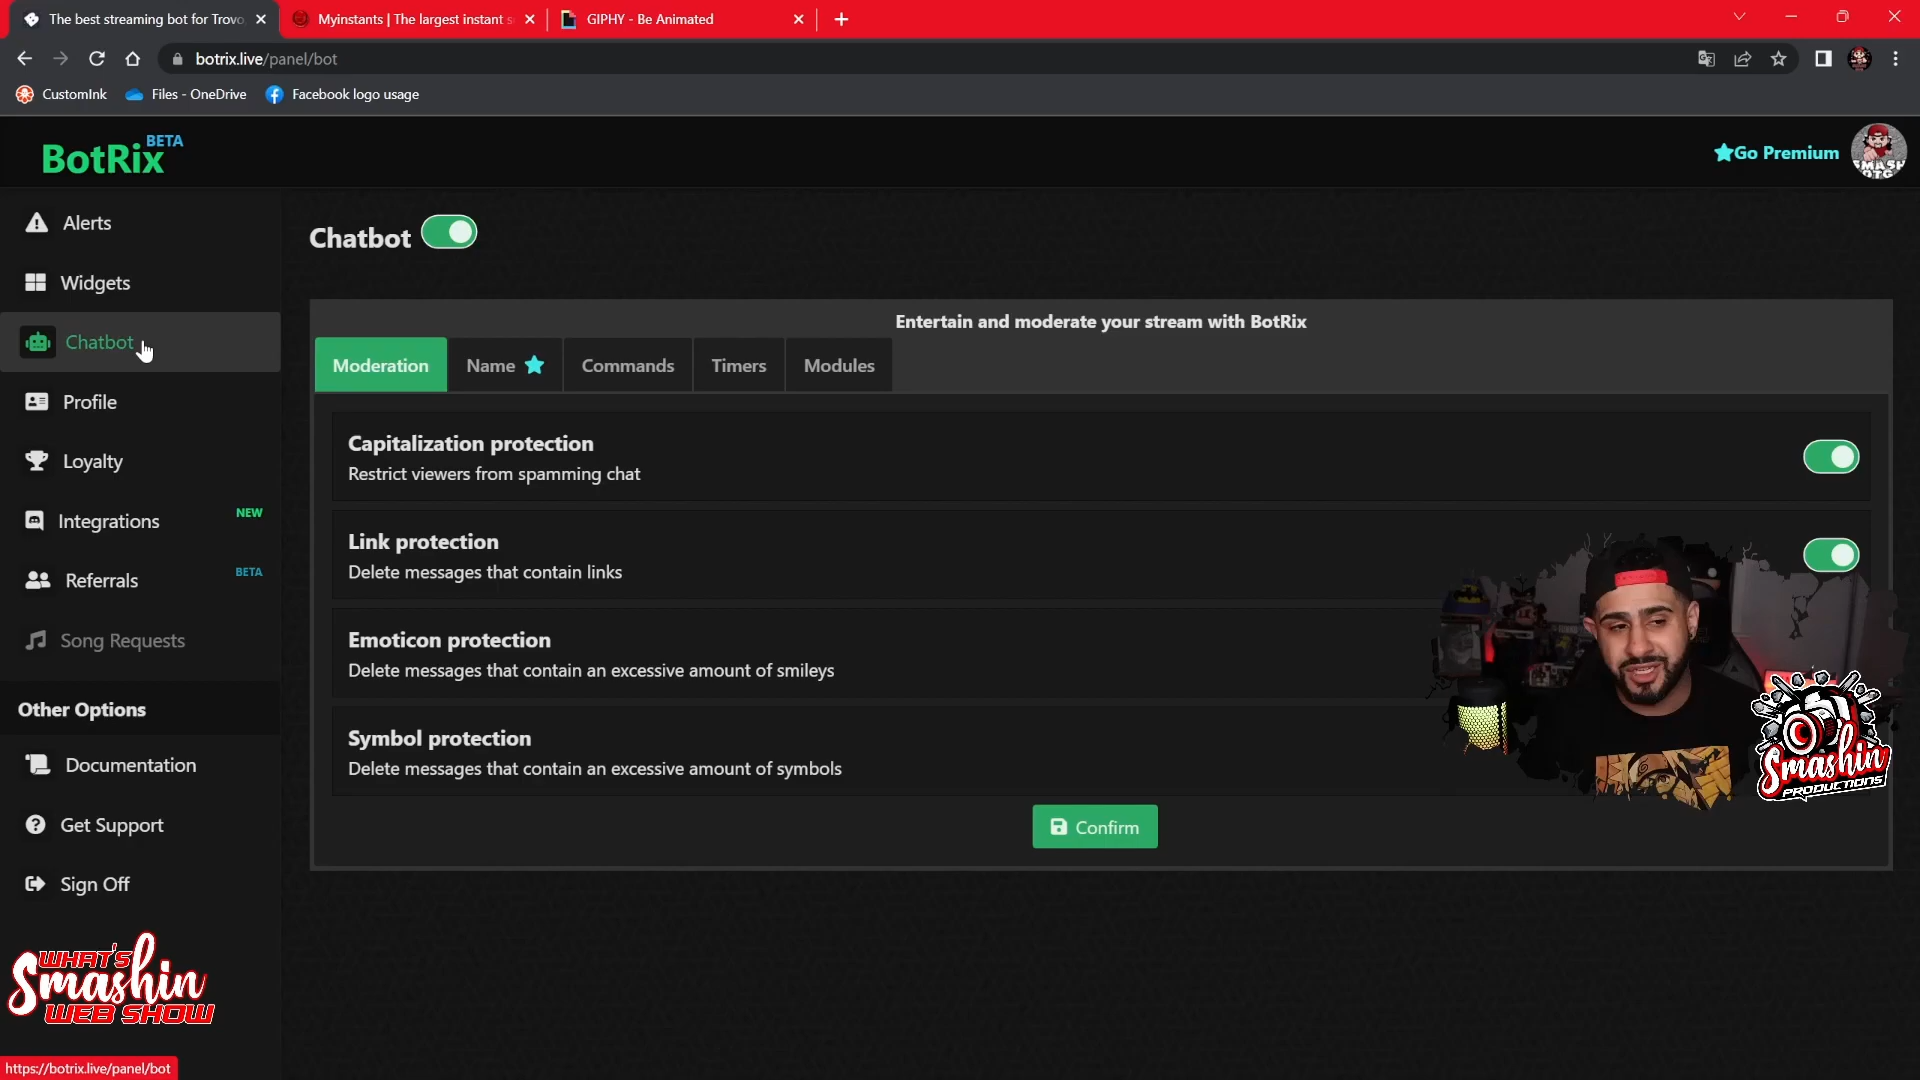 The best streaming bot for Trovo,
Myinstants | The largest instant s
GIPHY - Be Animated
botrix.live/panel/bot
CustomInk
Files - OneDrive
Facebook logo usage
BotRix BETA
Go Premium
SMASH OTG
Alerts
Widgets
Chatbot
Profile
Loyalty
Integrations NEW
Referrals BETA
Song Requests
Other Options
Documentation
Get Support
Sign Off
WHAT'S
Smashin
WEB SHOW
https://botrix.live/panel/bot
Chatbot
Entertain and moderate your stream with BotRix
Moderation Name Commands Timers Modules
Capitalization protection
Restrict viewers from spamming chat
Link protection
Delete messages that contain links
Emoticon protection
Delete messages that contain an excessive amount of smileys
Symbol protection
Delete messages that contain an excessive amount of symbols
Confirm
Smashin
PRODUCTIONS